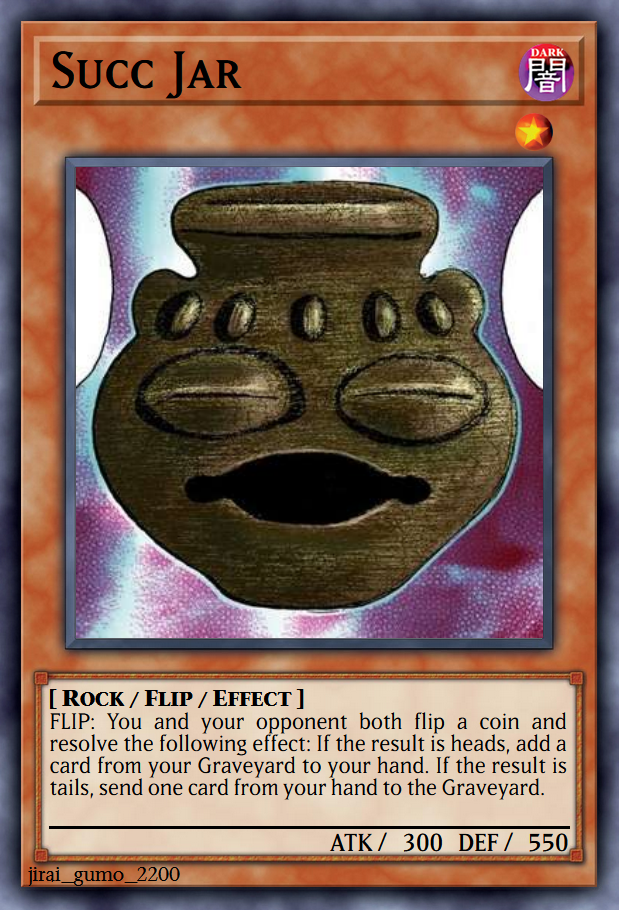 Succ Jar
DARK
闇
[ Rock / Flip / Effect ]
FLIP: You and your opponent both flip a coin and
resolve the following effect: If the result is heads, add a
card from your Graveyard to your hand. If the result is
tails, send one card from your hand to the Graveyard.
ATK / 300 DEF / 550
jirai_gumo_2200